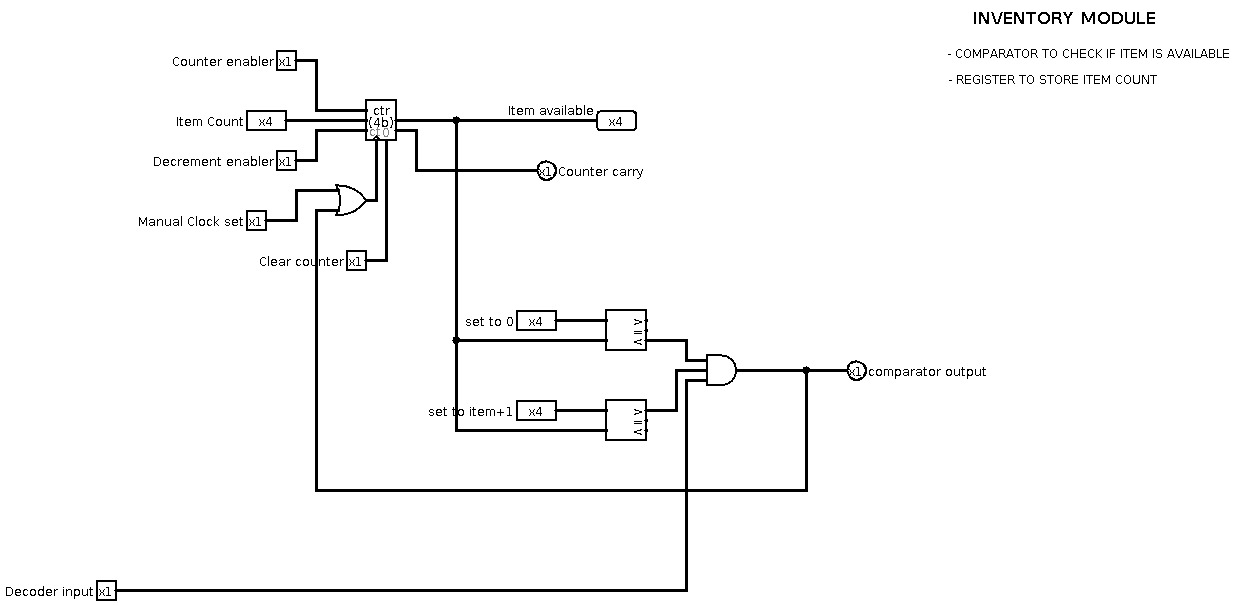 INVENTORY MODULE
- COMPARATOR TO CHECK IF ITEM IS AVAILABLE
- REGISTER TO STORE ITEM COUNT
Counter enabler x1
Item Count x4
ctr
(4b)
ct0
Item available x4
Decrement enabler x1
x1 Counter carry
Manual Clock set x1
Clear counter x1
set to 0 x4
>
=
<
x1 comparator output
set to item+1 x4
>
=
<
Decoder input x1